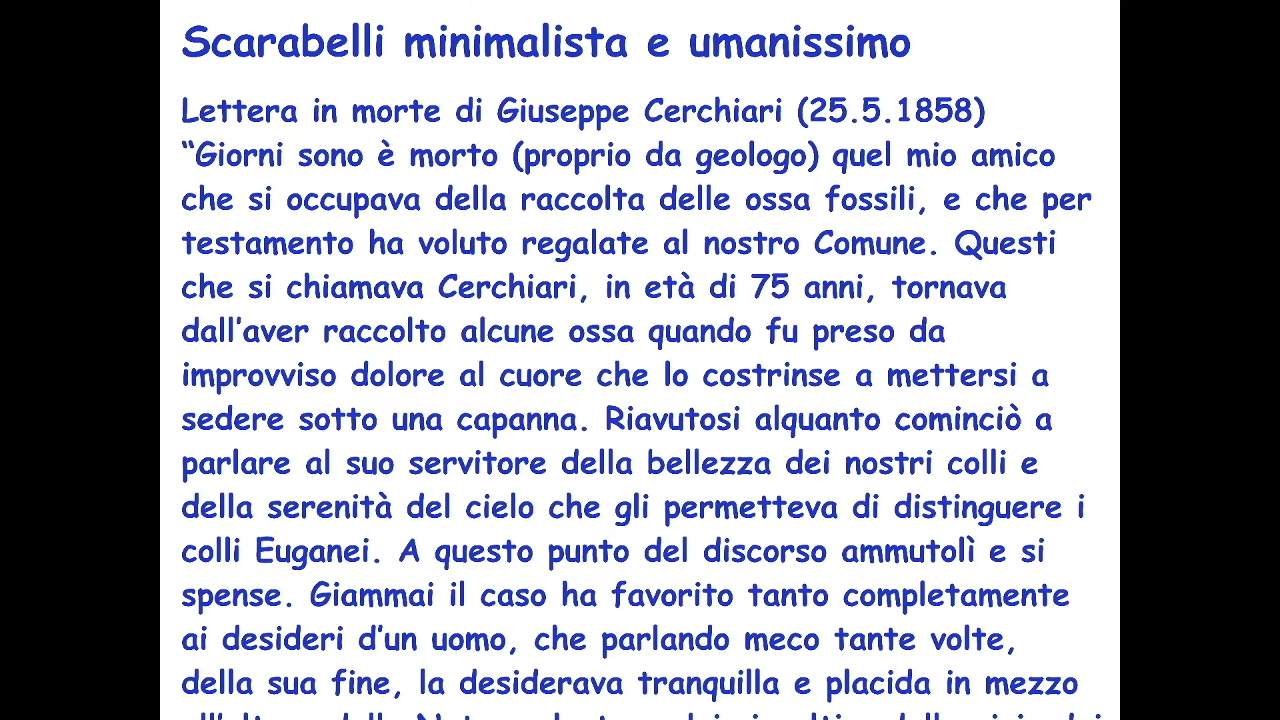 Scarabelli minimalista e umanissimo
Lettera in morte di Giuseppe Cerchiari (25.5.1858)
“Giorni sono è morto (proprio da geologo) quel mio amico
che si occupava della raccolta delle ossa fossili, e che per
testamento ha voluto regalate al nostro Comune. Questi
che si chiamava Cerchiari, in età di 75 anni, tornava
dall’aver raccolto alcune ossa quando fu preso da
improvviso dolore al cuore che lo costrinse a mettersi a
sedere sotto una capanna. Riavutosi alquanto cominciò a
parlare al suo servitore della bellezza dei nostri colli e
della serenità del cielo che gli permetteva di distinguere i
colli Euganei. A questo punto del discorso ammutolì e si
spense. Giammai il caso ha favorito tanto completamente
ai desideri d’un uomo, che parlando meco tante volte,
della sua fine, la desiderava tranquilla e placida in mezzo